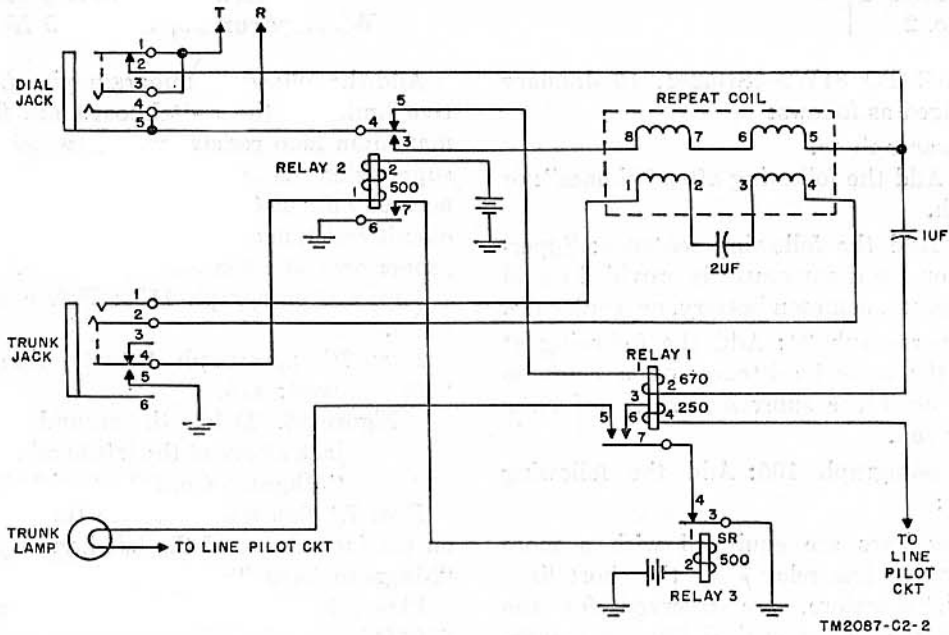 T R
DIAL JACK
1
2
3
4
5
5
4
3
RELAY 2
2
500
1
7
6
REPEAT COIL
8 7 6 5
1 2 3 4
2UF
1UF
TRUNK JACK
1
2
3
4
5
6
RELAY 1
1
2 670
3
250
5 6 4
7
TRUNK LAMP
TO LINE PILOT CKT
4
3
SR
1
500
2
RELAY 3
TO LINE PILOT CKT
TM2087-C2-2